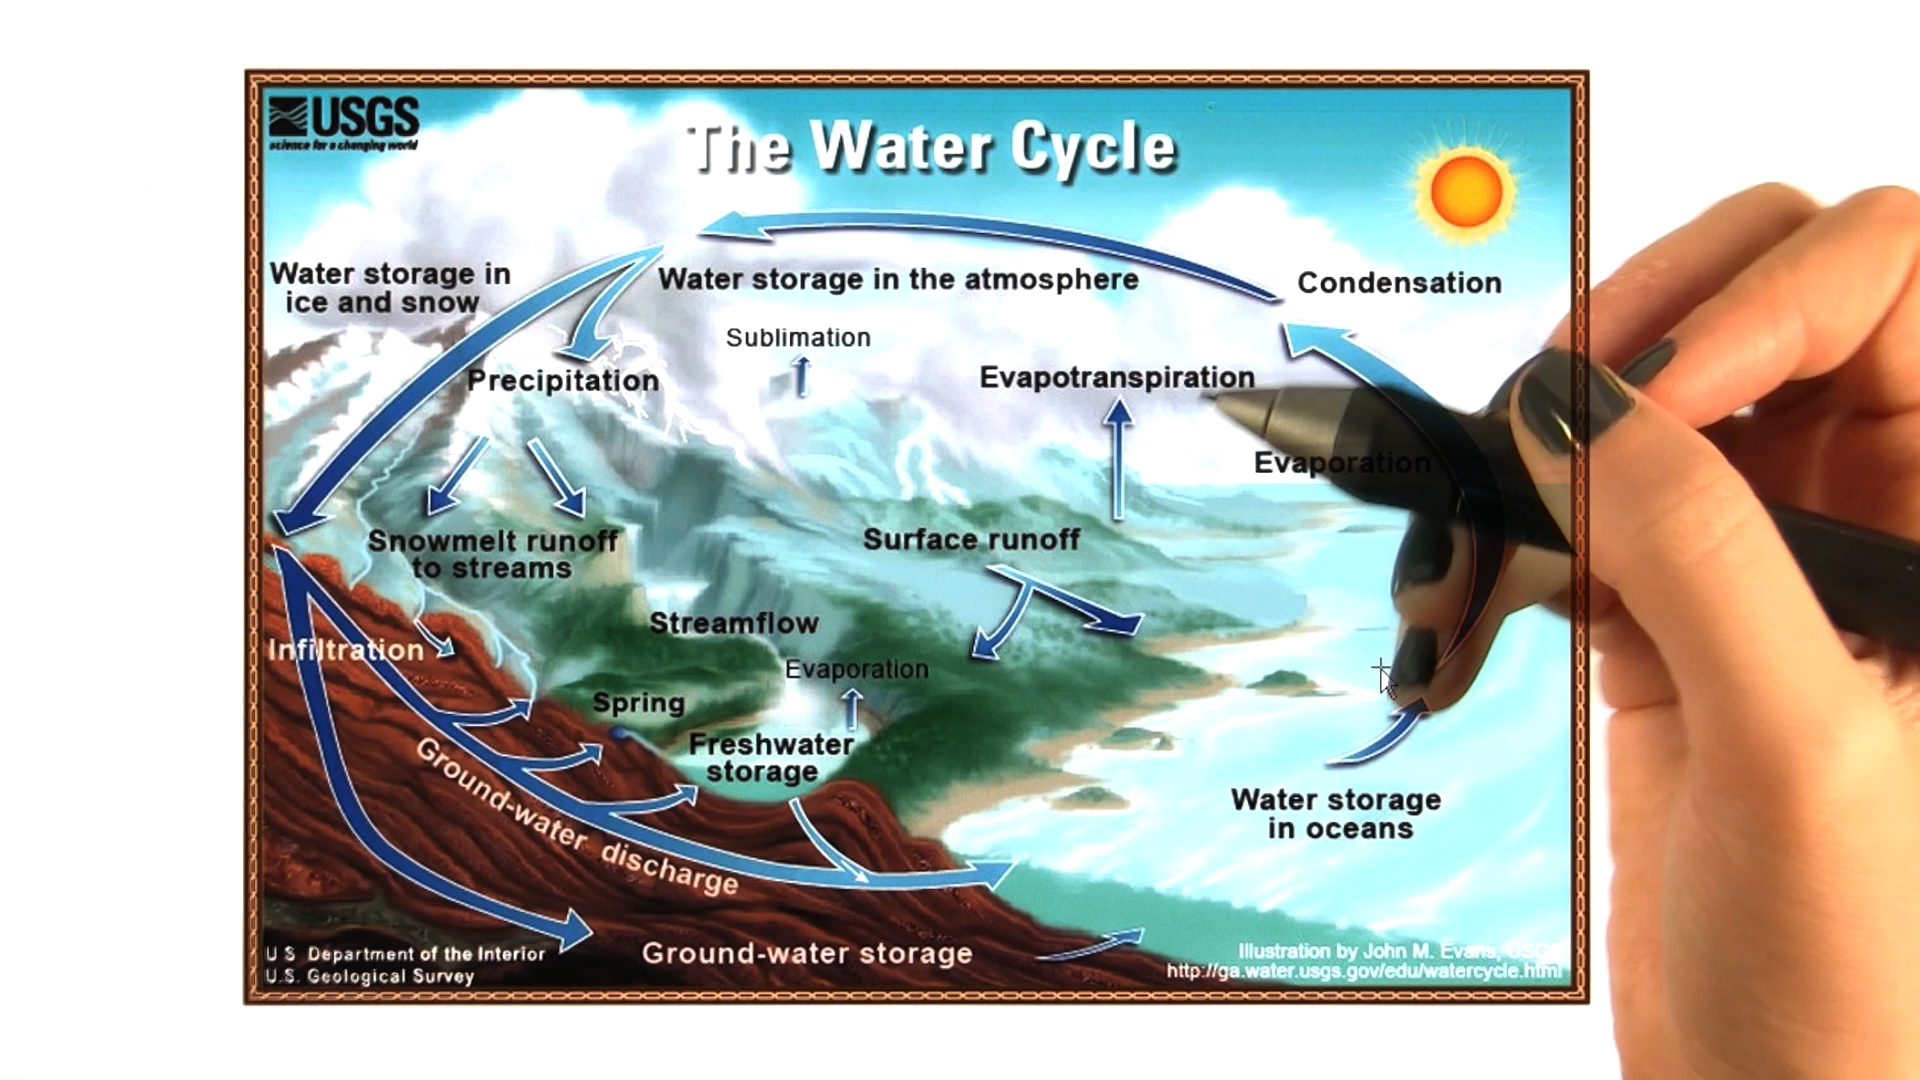 USGS
science for a changing world
The Water Cycle
Water storage in
ice and snow
Water storage in the atmosphere
Condensation
Sublimation
Precipitation
Evapotranspiration
Evaporation
Snowmelt runoff
to streams
Surface runoff
Streamflow
Infiltration
Evaporation
Spring
Freshwater
storage
Ground-water discharge
Water storage
in oceans
Ground-water storage
U S Department of the Interior
U.S. Geological Survey
Illustration by John M. Evans, USGS
http://ga.water.usgs.gov/edu/watercycle.html